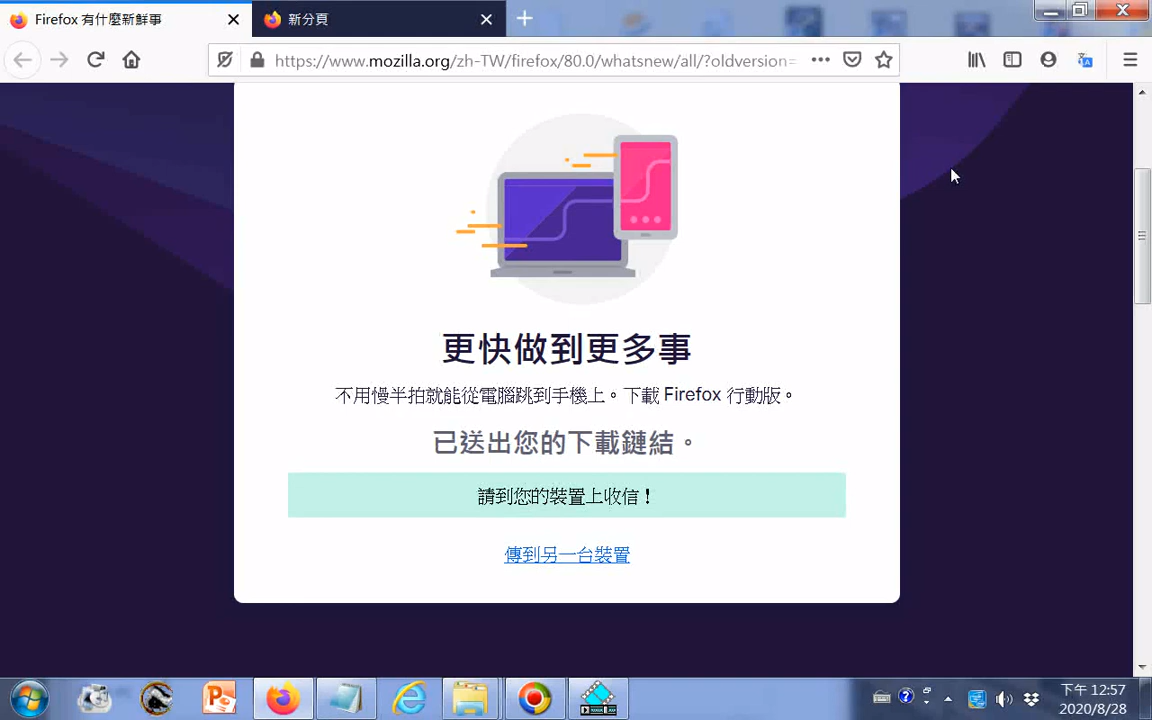 Firefox 有什麼新鮮事
新分頁
https://www.mozilla.org/zh-TW/firefox/80.0/whatsnew/all/?oldversion=
更快做到更多事
不用慢半拍就能從電腦跳到手機上。下載 Firefox 行動版。
已送出您的下載鏈結。
請到您的裝置上收信！
傳到另一台裝置
下午 12:57
2020/8/28